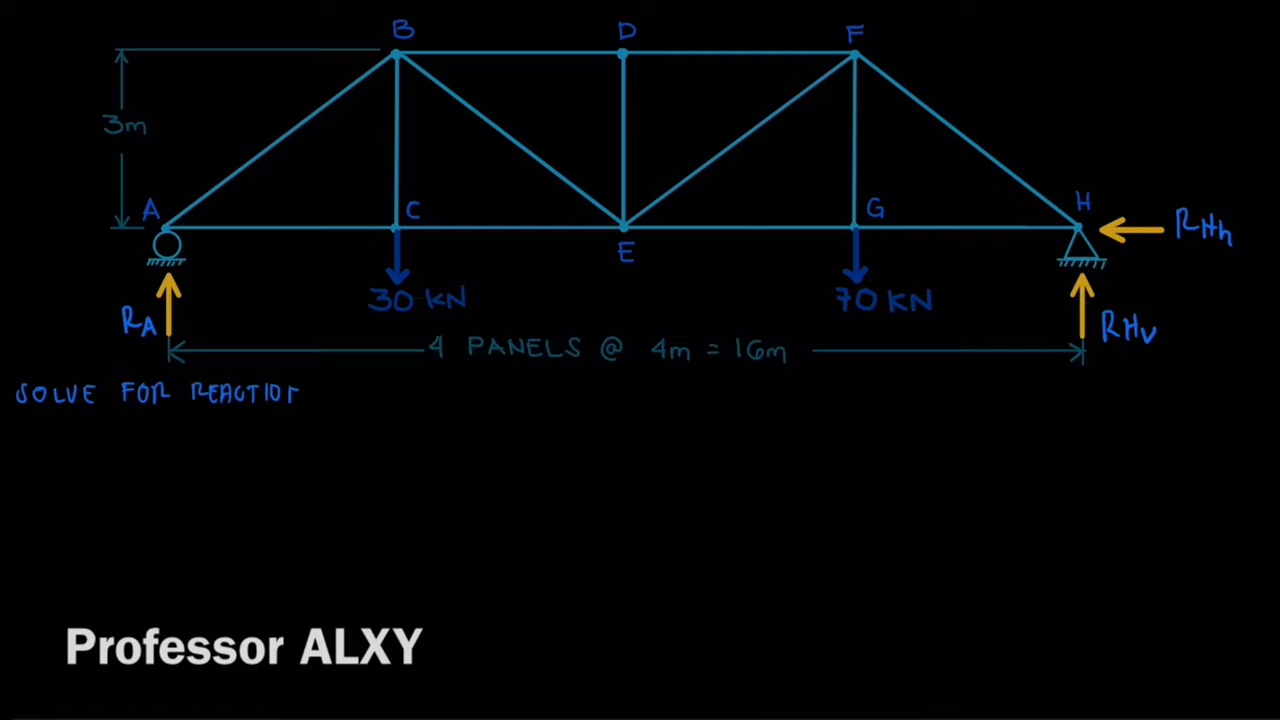 B D F
3m
A C G H
E
RHh
30 KN 70 KN
RA RHv
4 PANELS @ 4m = 16m
SOLVE FOR REACTION
Professor ALXY